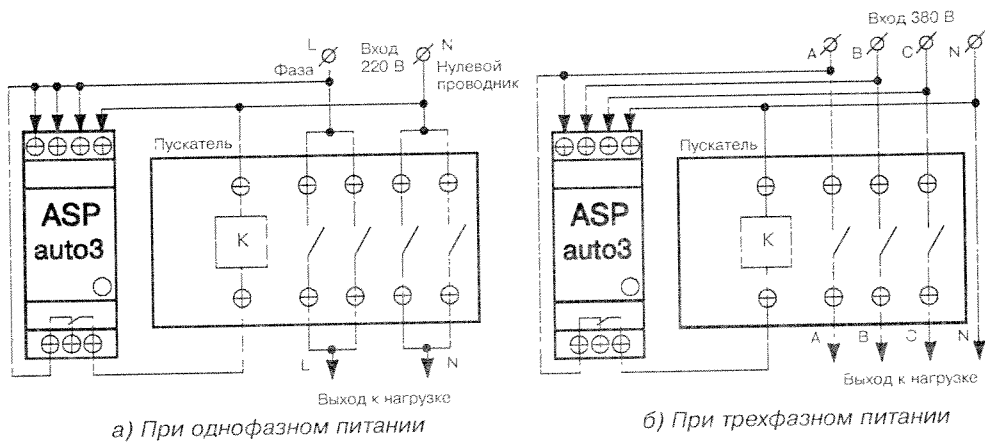 L
Вход
220 В
N
Фаза
Нулевой
проводник
Пускатель
ASP
auto3
К
L
N
Выход к нагрузке
а) При однофазном питании
Вход 380 В
A
B
C
N
Пускатель
ASP
auto3
К
A
B
C
N
Выход к нагрузке
б) При трехфазном питании